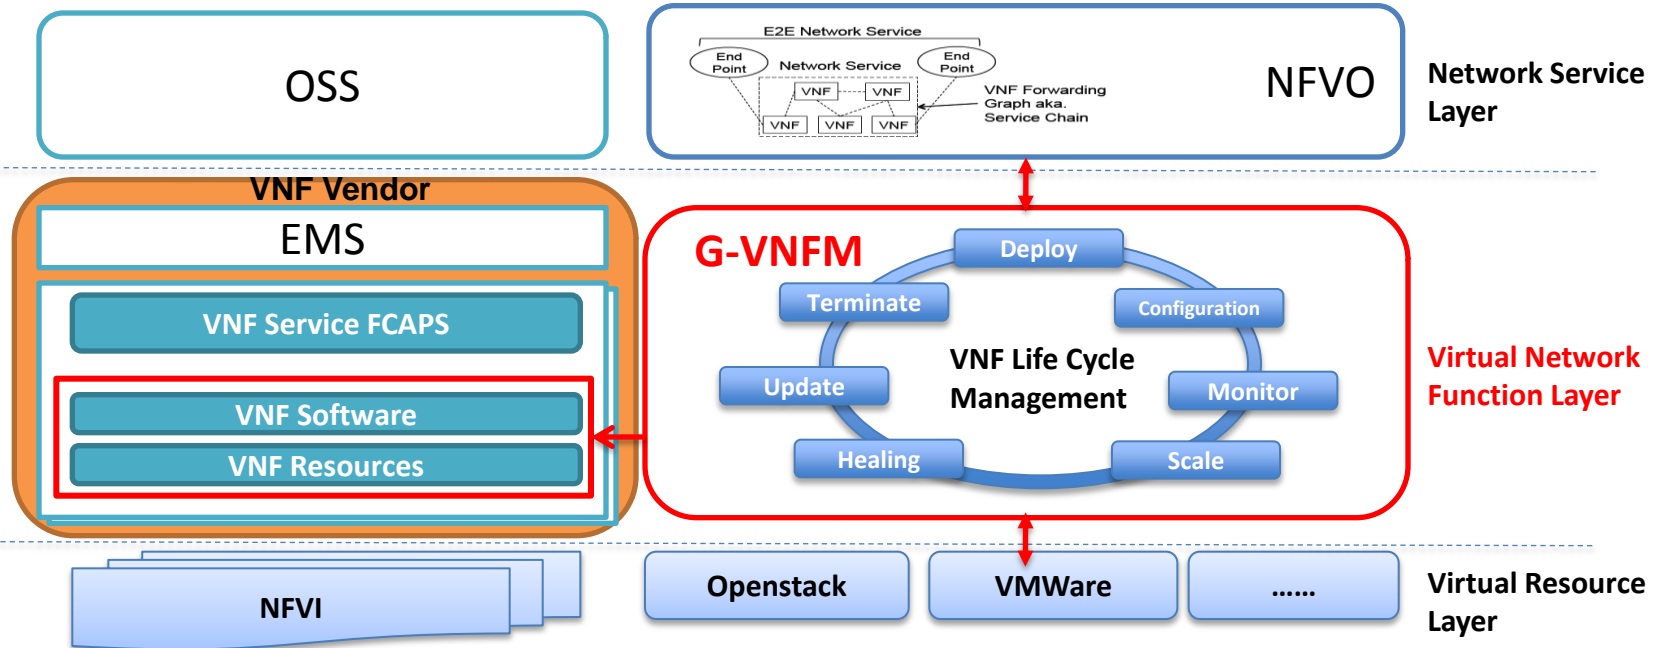 OSS
E2E Network Service
End
Point
End
Point
Network Service
VNF
VNF
VNF
VNF
VNF
VNF Forwarding
Graph aka.
Service Chain
NFVO
Network Service
Layer
VNF Vendor
EMS
VNF Service FCAPS
VNF Software
VNF Resources
G-VNFM
Deploy
Terminate
Configuration
VNF Life Cycle
Management
Update
Monitor
Healing
Scale
Virtual Network
Function Layer
NFVI
Openstack
VMWare
......
Virtual Resource
Layer